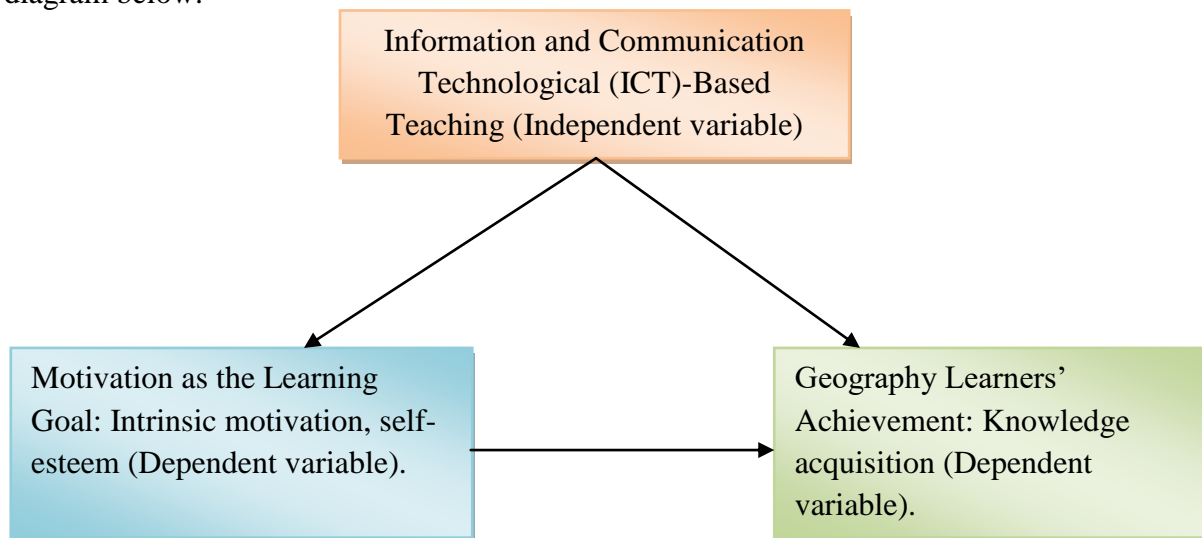 diagram below.
Information and Communication
Technological (ICT)-Based
Teaching (Independent variable)
Motivation as the Learning
Goal: Intrinsic motivation, self-
esteem (Dependent variable).
Geography Learners’
Achievement: Knowledge
acquisition (Dependent
variable).